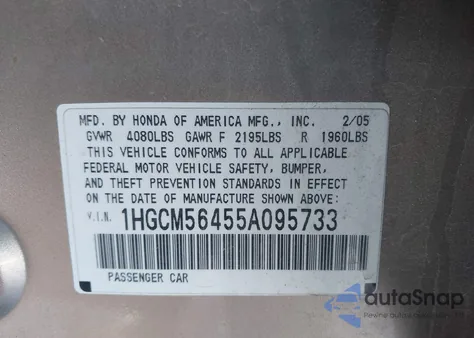 MFD. BY HONDA OF AMERICA MFG., INC. 2/05
GVWR 4080LBS GAWR F 2195LBS R 1960LBS
THIS VEHICLE CONFORMS TO ALL APPLICABLE
FEDERAL MOTOR VEHICLE SAFETY, BUMPER,
AND THEFT PREVENTION STANDARDS IN EFFECT
ON THE DATE OF MANUFACTURE SHOWN ABOVE:
V.I.N. 1HGCM56455A095733
PASSENGER CAR
autoSnap